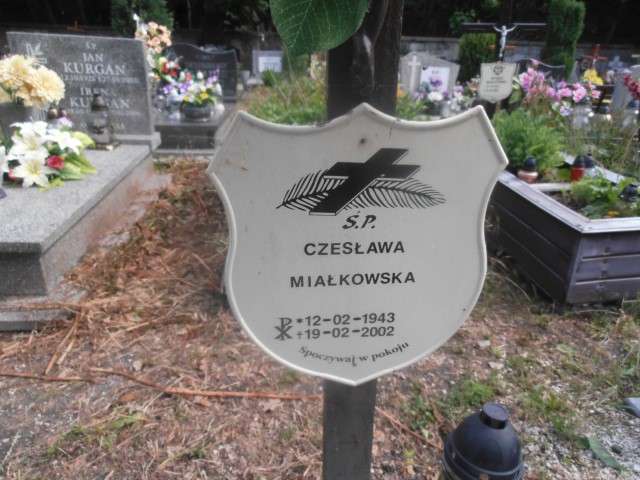 Ś.P.
CZESŁAWA
MIAŁKOWSKA
*12-02-1943
†19-02-2002
Spoczywaj w pokoju
Ś.P.
JAN
KURGAN